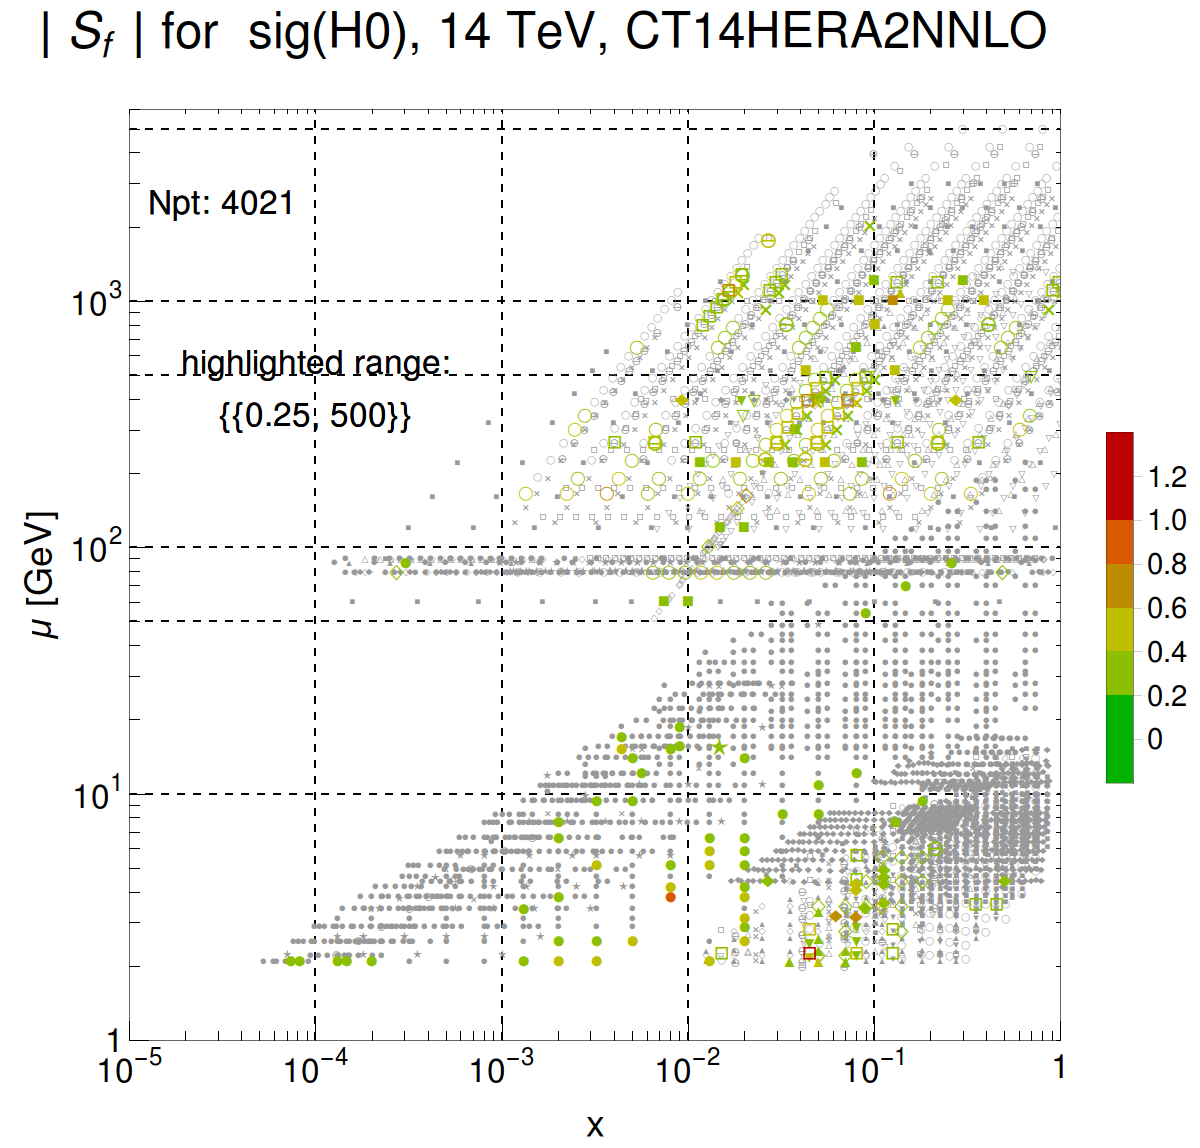 | S_f | for sig(H0), 14 TeV, CT14HERA2NNLO
Npt: 4021
highlighted range:
{{0.25, 500}}
10^3
10^2
10^1
1
μ [GeV]
10^-5 10^-4 10^-3 10^-2 10^-1 1
x
1.2
1.0
0.8
0.6
0.4
0.2
0